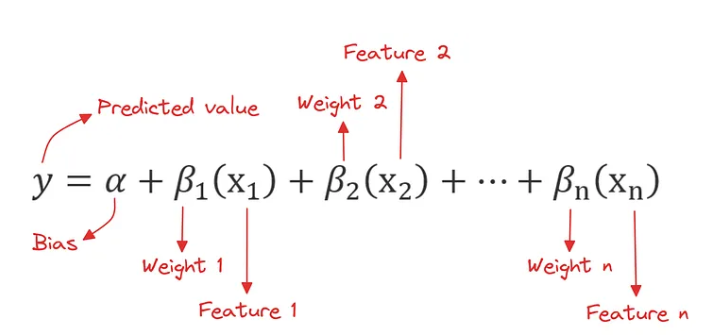 Feature 2
Predicted value
Weight 2
y = α + β₁(x₁) + β₂(x₂) + ⋯ + βₙ(xₙ)
Bias
Weight 1
Weight n
Feature 1
Feature n